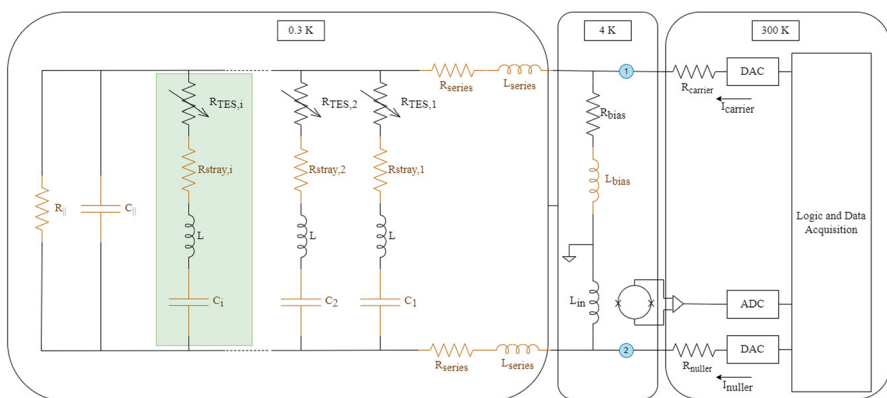 0.3 K
4 K
300 K
R_series
L_series
1
R_carrier
DAC
I_carrier
R_TES,i
R_TES,2
R_TES,1
R_bias
Rstray,i
Rstray,2
Rstray,1
L_bias
R_||
C_||
L
L
L
Logic and Data
Acquisition
C_i
C_2
C_1
L_in
ADC
R_series
L_series
2
R_nuller
DAC
I_nuller